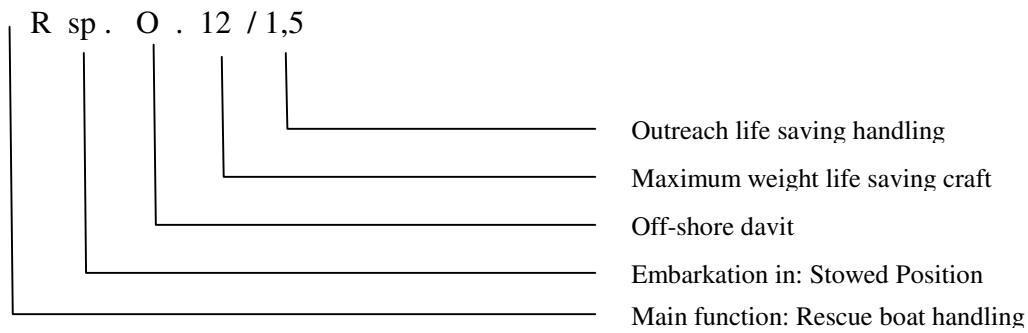 R sp . O . 12 / 1,5
Outreach life saving handling
Maximum weight life saving craft
Off-shore davit
Embarkation in: Stowed Position
Main function: Rescue boat handling